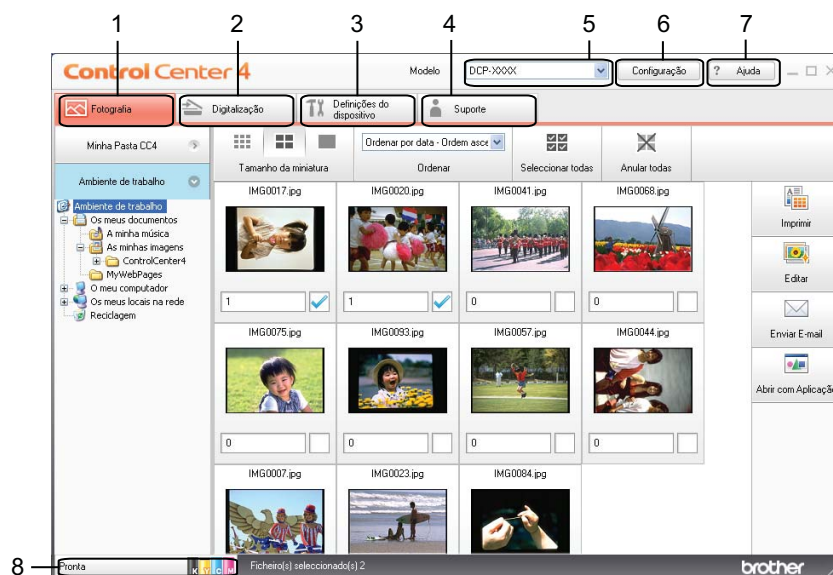 1 2 3 4 5 6 7
Control Center 4
Modelo DCP-XXXX Configuração ? Ajuda
Fotografia Digitalização Definições do dispositivo Suporte
Minha Pasta CC4
Ambiente de trabalho
Ambiente de trabalho
Os meus documentos
A minha música
As minhas imagens
ControlCenter4
MyWebPages
O meu computador
Os meus locais na rede
Reciclagem
Ordenar por data - Ordem asce
Tamanho da miniatura Ordenar Seleccionar todas Anular todas
IMG0017.jpg IMG0020.jpg IMG0041.jpg IMG0068.jpg
1 1 0 0
IMG0075.jpg IMG0093.jpg IMG0057.jpg IMG0044.jpg
0 0 0 0
IMG0007.jpg IMG0023.jpg IMG0084.jpg
Imprimir
Editar
Enviar E-mail
Abrir com Aplicaçã
8
Pronta K Y C M Ficheiro(s) seleccionado(s) 2 brother